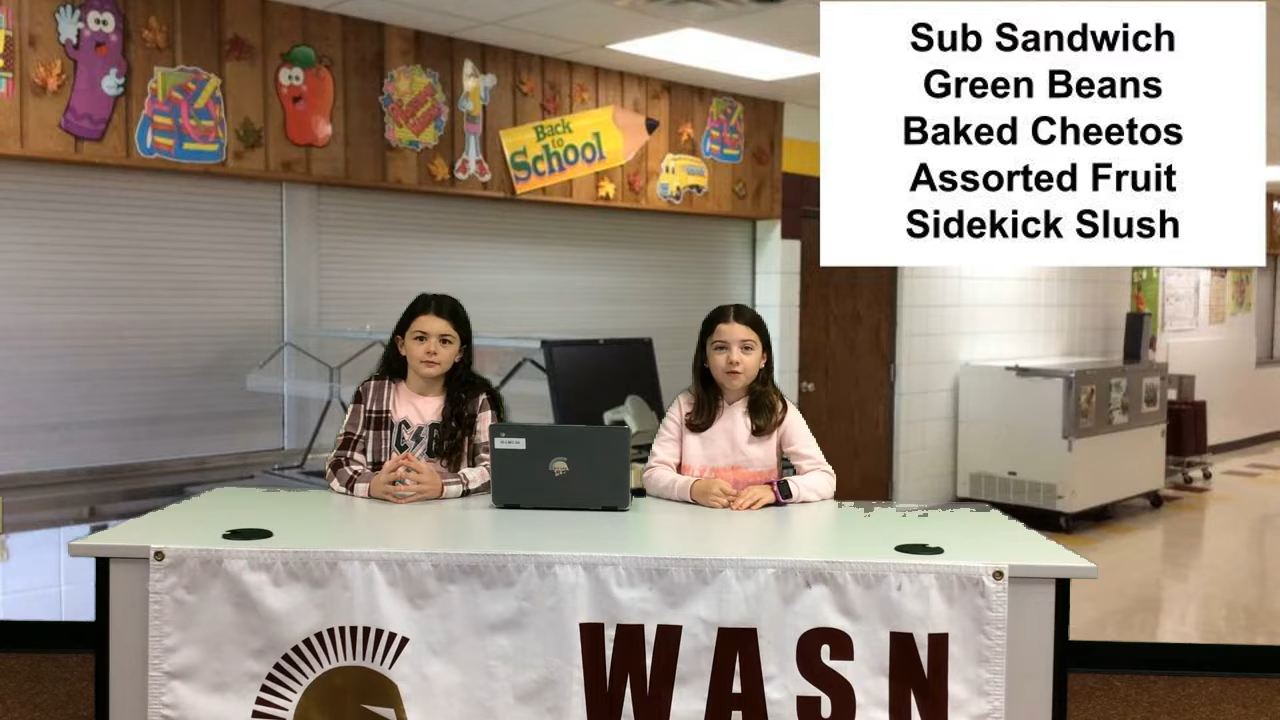 Sub Sandwich
Green Beans
Baked Cheetos
Assorted Fruit
Sidekick Slush
Back
to
School
WASN